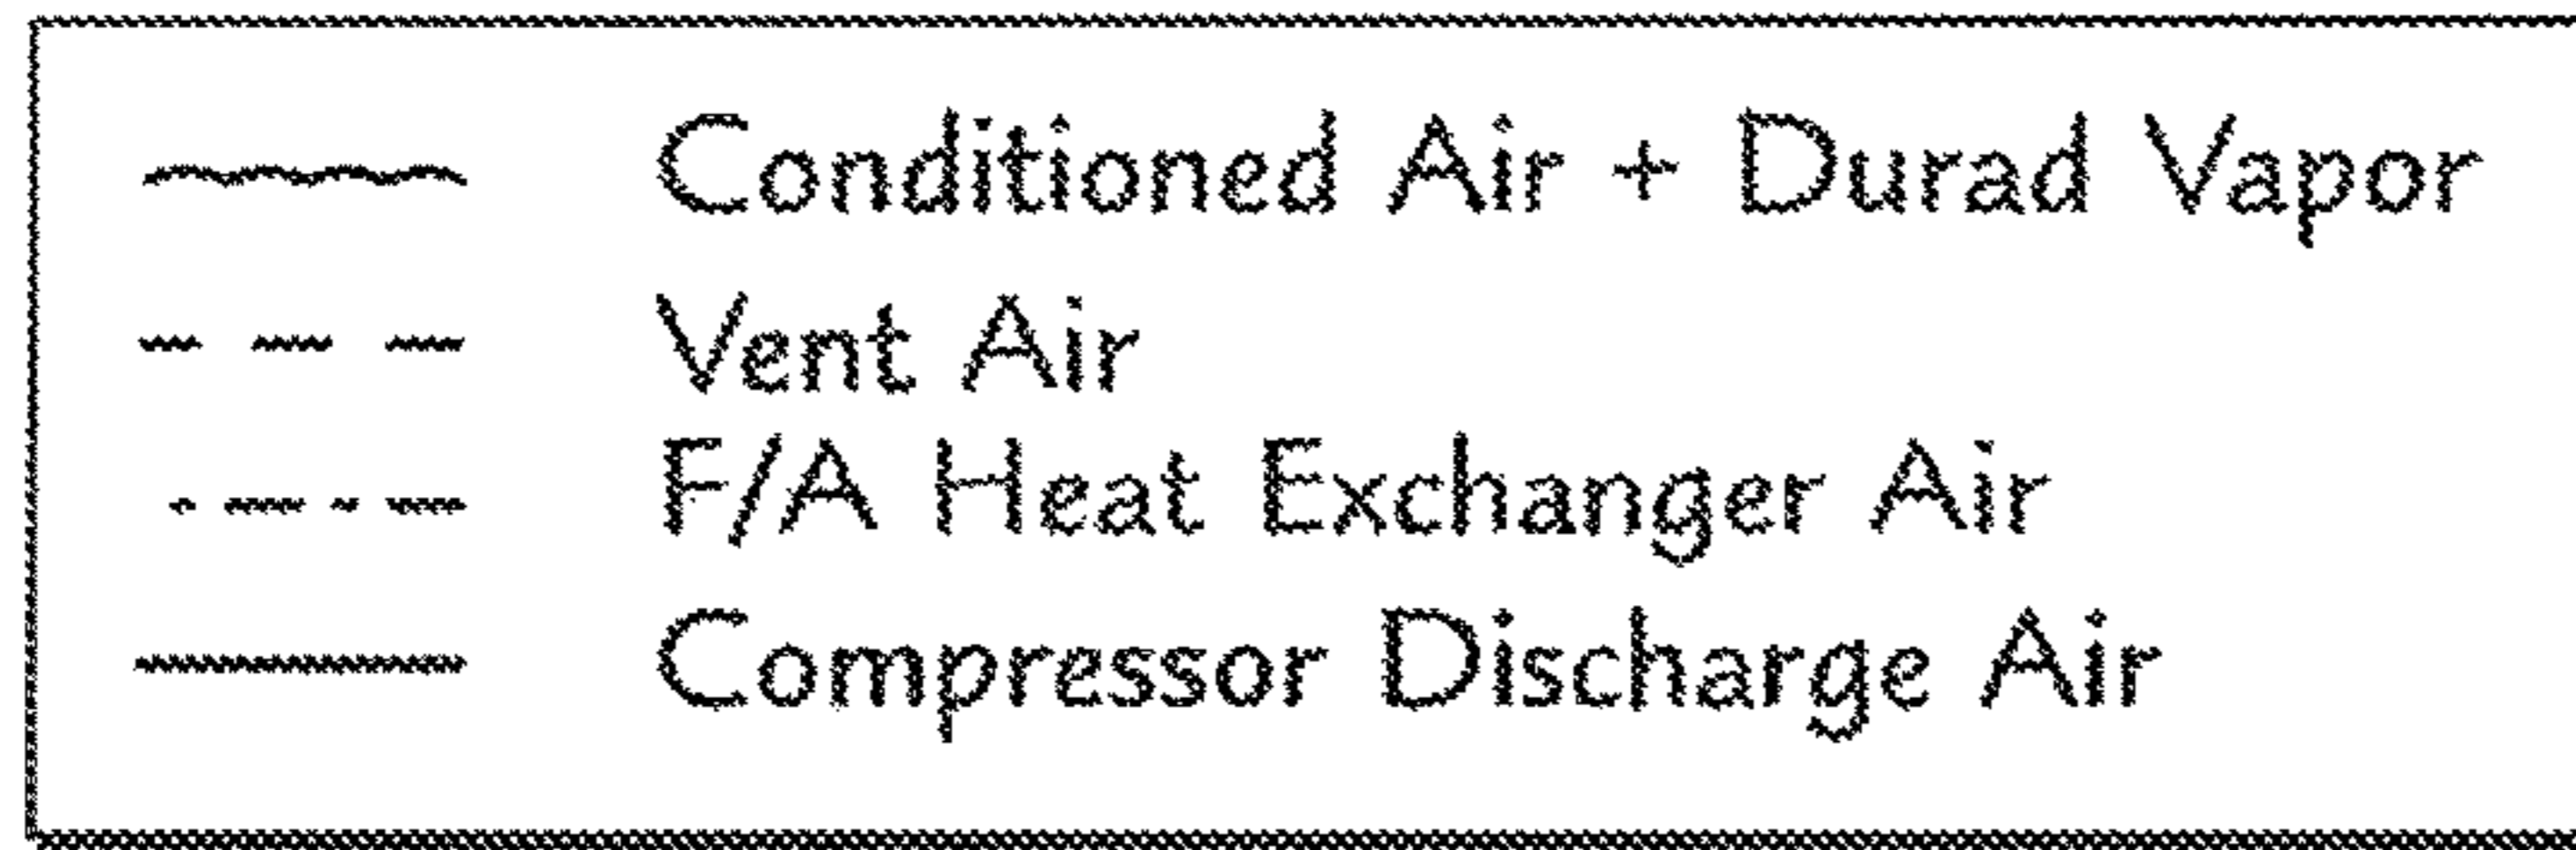 Conditioned Air + Durad Vapor
Vent Air
F/A Heat Exchanger Air
Compressor Discharge Air